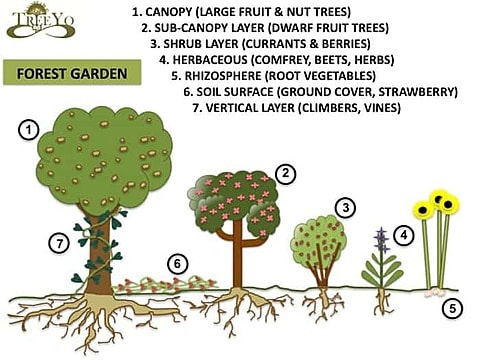 TREEYO
1. CANOPY (LARGE FRUIT & NUT TREES)
2. SUB-CANOPY LAYER (DWARF FRUIT TREES)
3. SHRUB LAYER (CURRANTS & BERRIES)
4. HERBACEOUS (COMFREY, BEETS, HERBS)
5. RHIZOSPHERE (ROOT VEGETABLES)
6. SOIL SURFACE (GROUND COVER, STRAWBERRY)
7. VERTICAL LAYER (CLIMBERS, VINES)
FOREST GARDEN
1
2
3
4
7
6
5